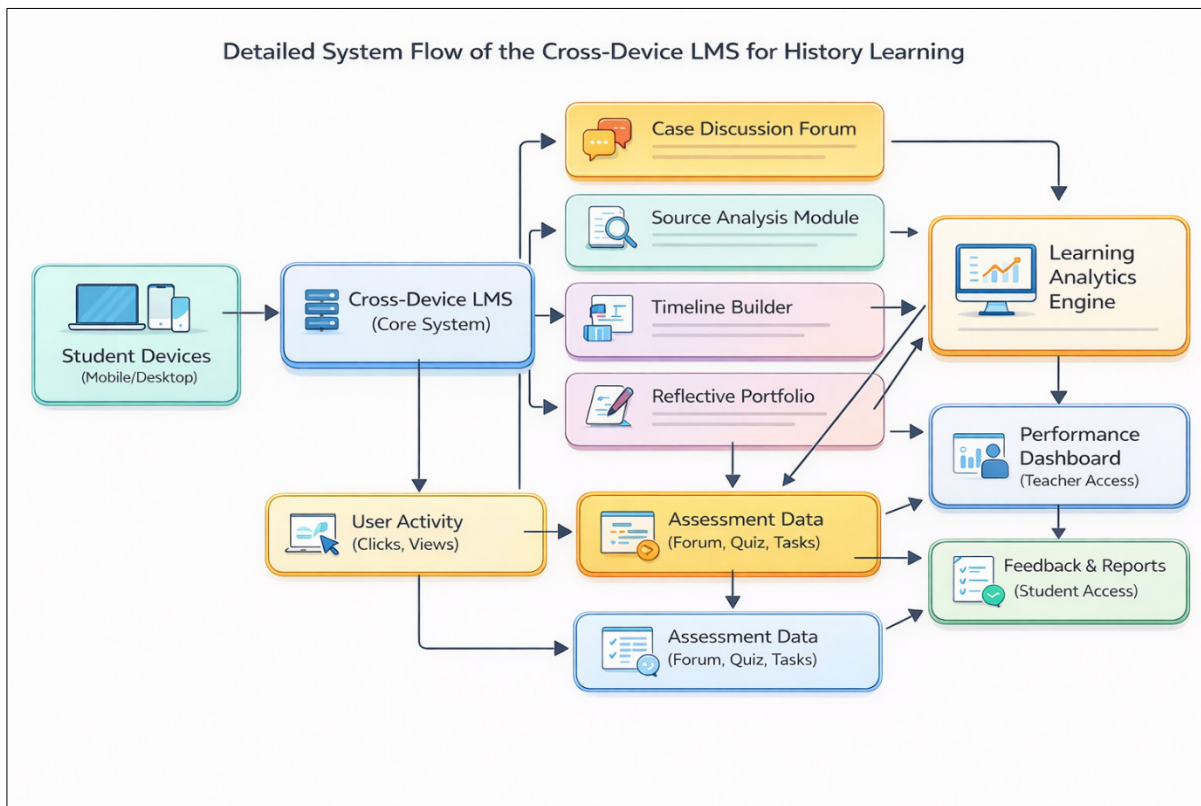 Detailed System Flow of the Cross-Device LMS for History Learning
Case Discussion Forum
Source Analysis Module
Learning
Analytics
Engine
Cross-Device LMS
(Core System)
Timeline Builder
Student Devices
(Mobile/Desktop)
Reflective Portfolio
Performance
Dashboard
(Teacher Access)
User Activity
(Clicks, Views)
Assessment Data
(Forum, Quiz, Tasks)
Feedback & Reports
(Student Access)
Assessment Data
(Forum, Quiz, Tasks)